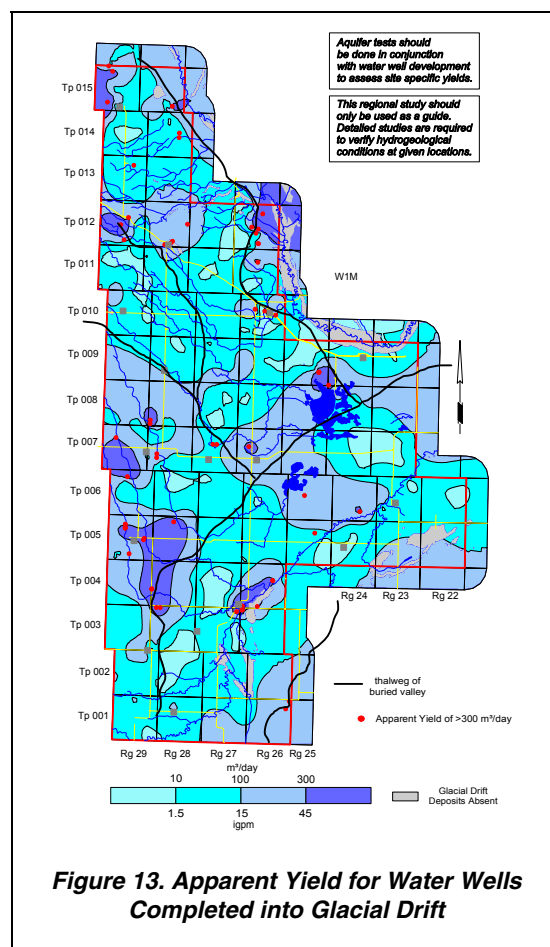 Aquifer tests should
be done in conjunction
with water well development
to assess site specific yields.
This regional study should
only be used as a guide.
Detailed studies are required
to verify hydrogeological
conditions at given locations.
Tp 015
Tp 014
Tp 013
Tp 012
Tp 011
W1M
Tp 010
Tp 009
Tp 008
Tp 007
Tp 006
Tp 005
Tp 004
Rg 24 Rg 23 Rg 22
Tp 003
Tp 002
thalweg of
buried valley
Tp 001
Apparent Yield of >300 m³/day
Rg 29 Rg 28 Rg 27 Rg 26 Rg 25
m³/day
10 100 300
Glacial Drift
Deposits Absent
1.5 15 45
igpm
Figure 13. Apparent Yield for Water Wells
Completed into Glacial Drift